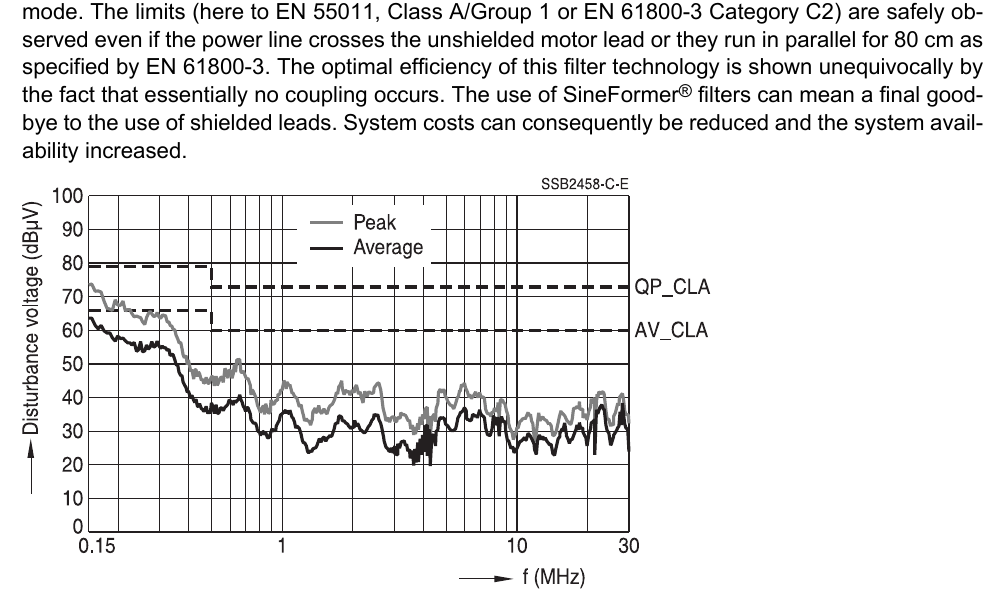 mode. The limits (here to EN 55011, Class A/Group 1 or EN 61800-3 Category C2) are safely ob-
served even if the power line crosses the unshielded motor lead or they run in parallel for 80 cm as
specified by EN 61800-3. The optimal efficiency of this filter technology is shown unequivocally by
the fact that essentially no coupling occurs. The use of SineFormer® filters can mean a final good-
bye to the use of shielded leads. System costs can consequently be reduced and the system avail-
ability increased.
SSB2458-C-E
Disturbance voltage (dBµV)
100
90
80
70
60
50
40
30
20
10
0
Peak
Average
QP_CLA
AV_CLA
0.15 1 10 30
f (MHz)